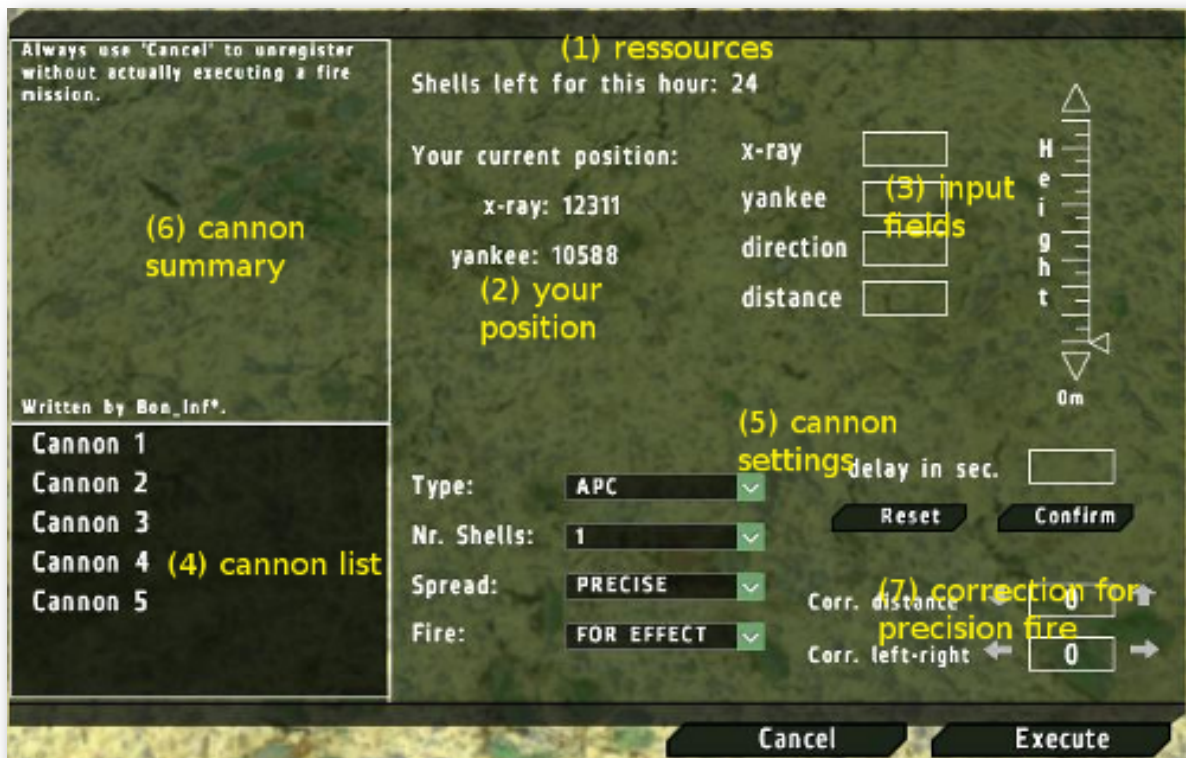 Always use 'Cancel' to unregister
without actually executing a fire
mission.
(6) cannon
summary
Written by Bon_Inf*.
Cannon 1
Cannon 2
Cannon 3
Cannon 4
Cannon 5
(4) cannon list
(1) ressources
Shells left for this hour: 24
Your current position:
x-ray: 12311
yankee: 10588
(2) your
position
x-ray
yankee
direction
distance
(3) input
fields
Height
0m
(5) cannon
settings
delay in sec.
Reset
Confirm
Type: APC
Nr. Shells: 1
Spread: PRECISE
Fire: FOR EFFECT
(7) correction for
precision fire
Corr. distance 0
Corr. left-right 0
Cancel
Execute